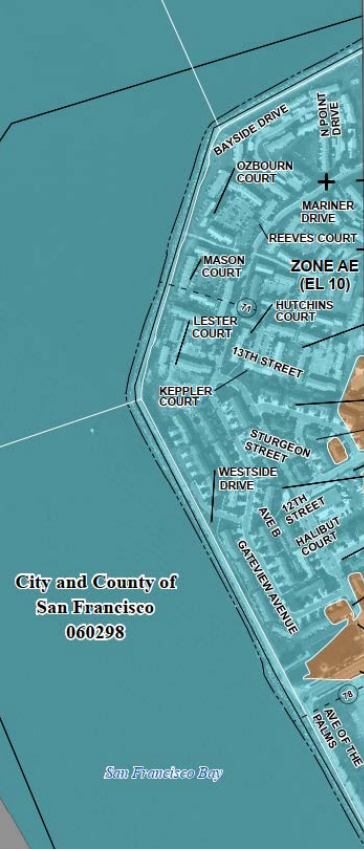 BAYSIDE DRIVE
N POINT
DRIVE
OZBOURN
COURT
MARINER
DRIVE
REEVES COURT
MASON
COURT
ZONE AE
(EL 10)
71
HUTCHINS
COURT
LESTER
COURT
13TH STREET
KEPPLER
COURT
STURGEON
STREET
WESTSIDE
DRIVE
12TH
STREET
AVE B
HALIBUT
COURT
GATEVIEW AVENUE
City and County of
San Francisco
060298
78
AVE OF THE
PALMS
San Francisco Bay